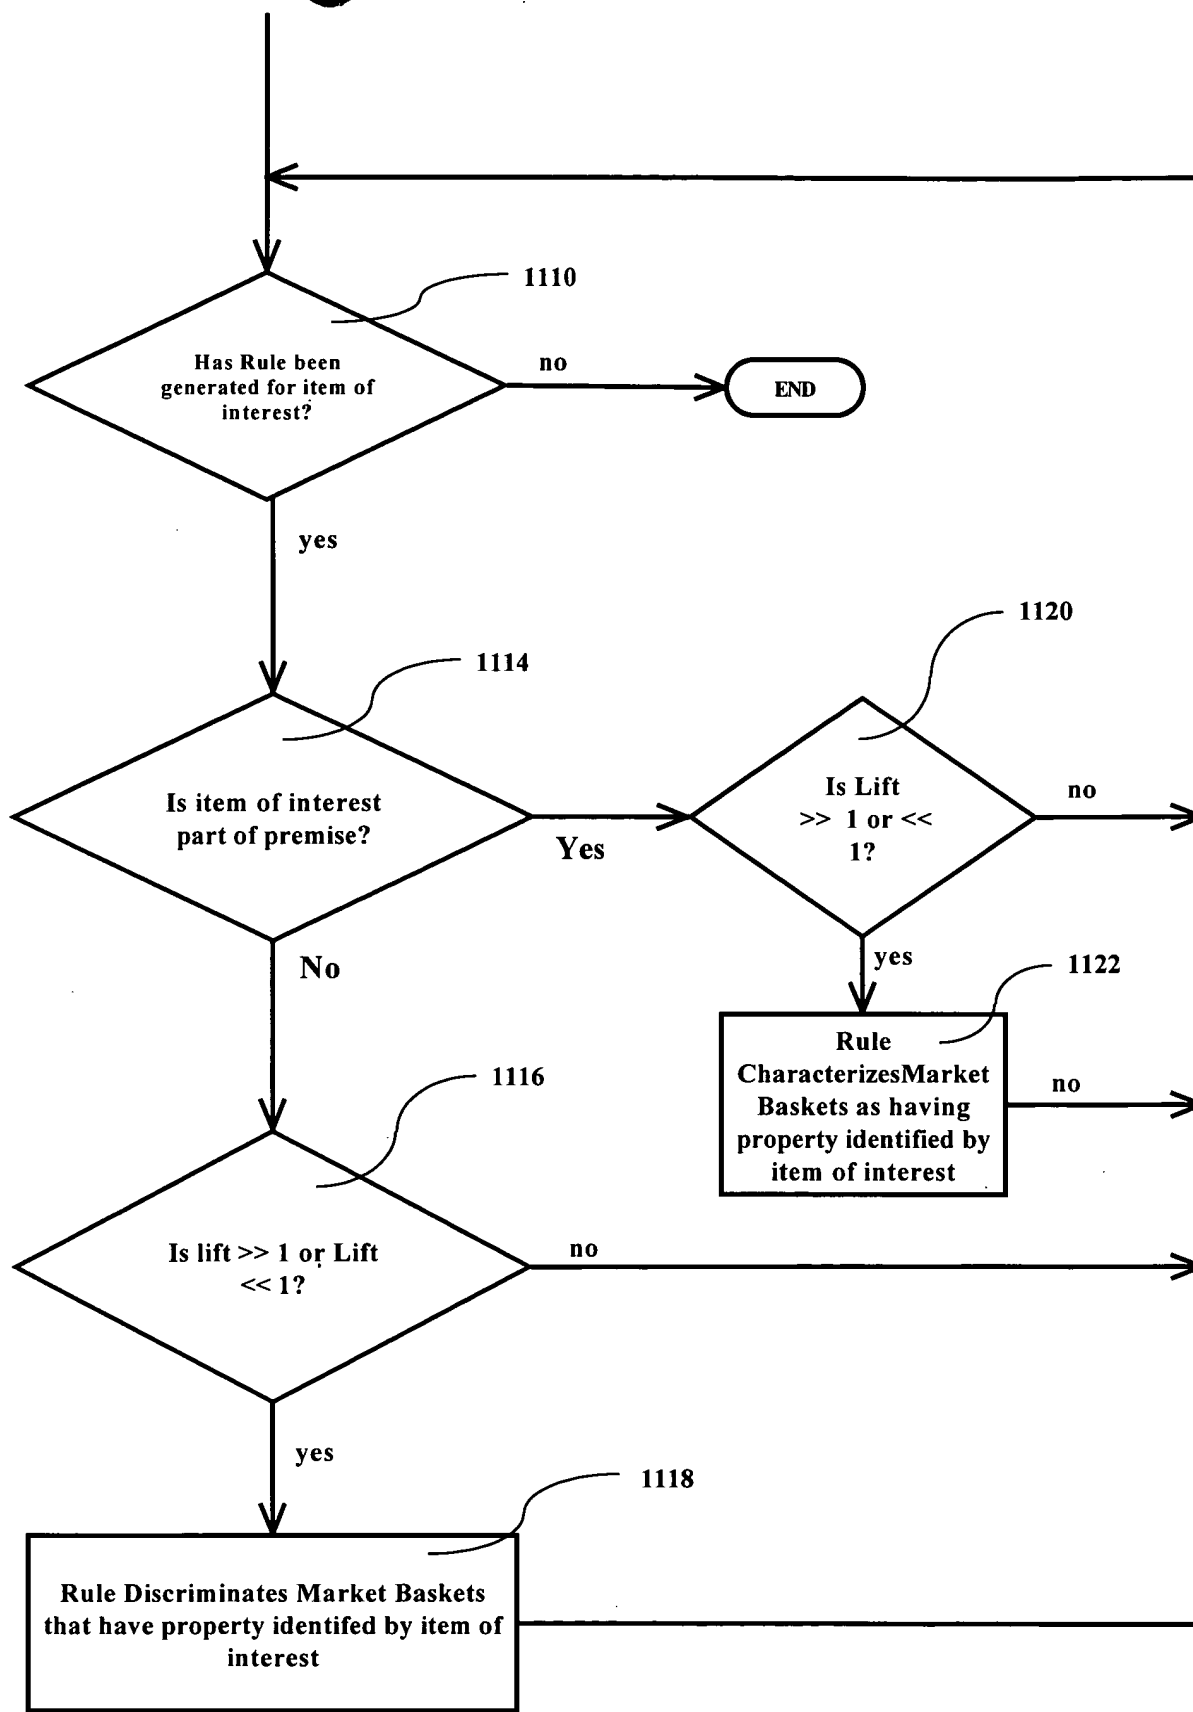 1110
Has Rule been
generated for item of
interest?
no
END
yes
1120
1114
Is item of interest
part of premise?
Yes
Is Lift
>> 1 or <<
1?
no
No
yes
1122
Rule
CharacterizesMarket
Baskets as having
property identified by
item of interest
no
1116
Is lift >> 1 or Lift
<< 1?
no
yes
1118
Rule Discriminates Market Baskets
that have property identifed by item of
interest